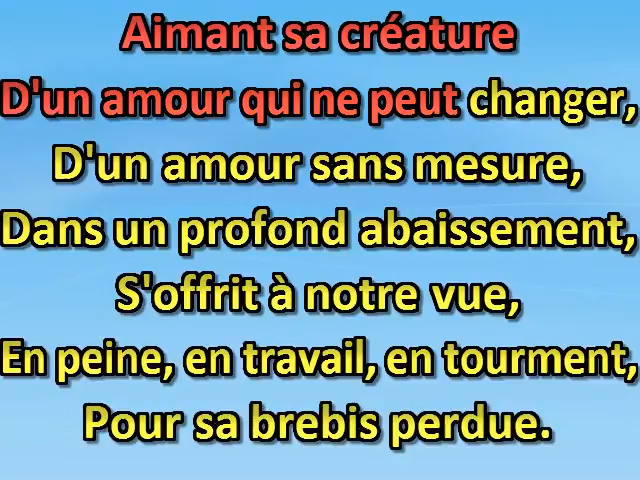 Aimant sa créature
D'un amour qui ne peut changer,
D'un amour sans mesure,
Dans un profond abaissement,
S'offrit à notre vue,
En peine, en travail, en tourment,
Pour sa brebis perdue.